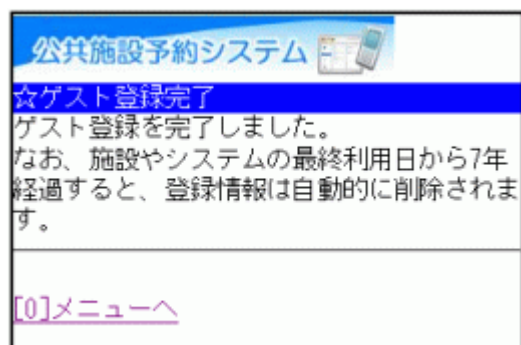 公共施設予約システム
☆ゲスト登録完了
ゲスト登録を完了しました。
なお、施設やシステムの最終利用日から7年
経過すると、登録情報は自動的に削除されま
す。
[0]メニューへ